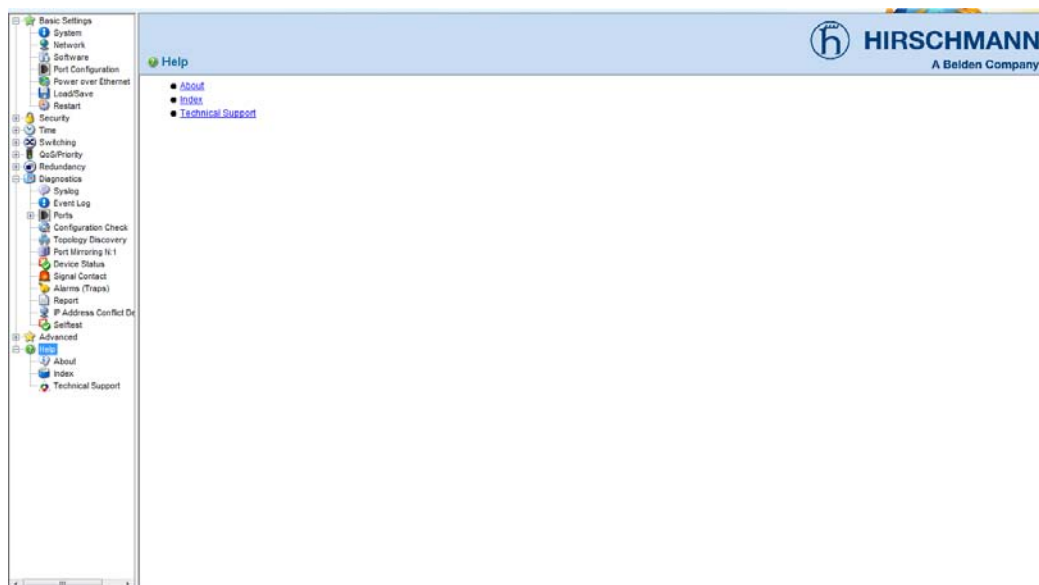 Basic Settings
System
Network
Software
Port Configuration
Power over Ethernet
Load/Save
Restart
Security
Time
Switching
QoS/Priority
Redundancy
Diagnostics
Syslog
Event Log
Ports
Configuration Check
Topology Discovery
Port Mirroring N:1
Device Status
Signal Contact
Alarms (Traps)
Report
IP Address Conflict De
Selftest
Advanced
Help
About
Index
Technical Support
Help
HIRSCHMANN
A Belden Company
About
Index
Technical Support